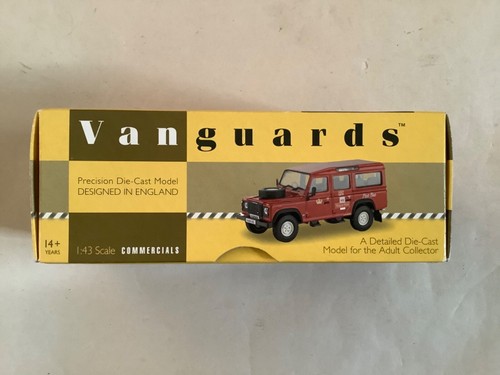 Vanguards™
Precision Die-Cast Model
DESIGNED IN ENGLAND
14+
YEARS
1:43 Scale COMMERCIALS
A Detailed Die-Cast
Model for the Adult Collector